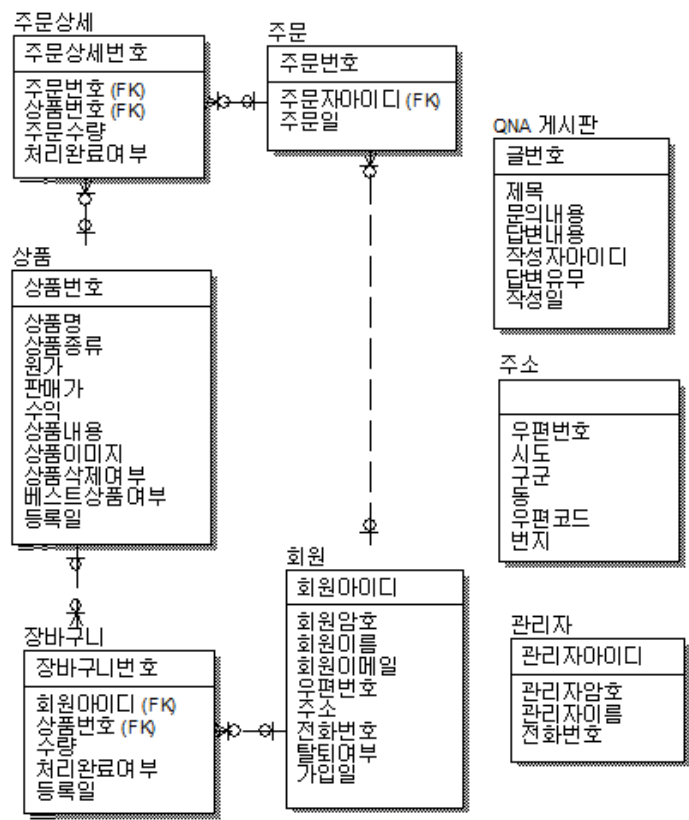 주문상세
주문상세번호
주문번호 (FK)
상품번호 (FK)
주문수량
처리완료여부
주문
주문번호
주문자아이디 (FK)
주문일
QNA 게시판
글번호
제목
문의내용
답변내용
작성자아이디
답변유무
작성일
상품
상품번호
상품명
상품종류
원가
판매가
수익
상품내용
상품이미지
상품삭제여부
베스트상품여부
등록일
주소
우편번호
시도
구군
동
우편코드
번지
장바구니
장바구니번호
회원아이디 (FK)
상품번호 (FK)
수량
처리완료여부
등록일
회원
회원아이디
회원암호
회원이름
회원이메일
우편번호
주소
전화번호
탈퇴여부
가입일
관리자
관리자아이디
관리자암호
관리자이름
전화번호